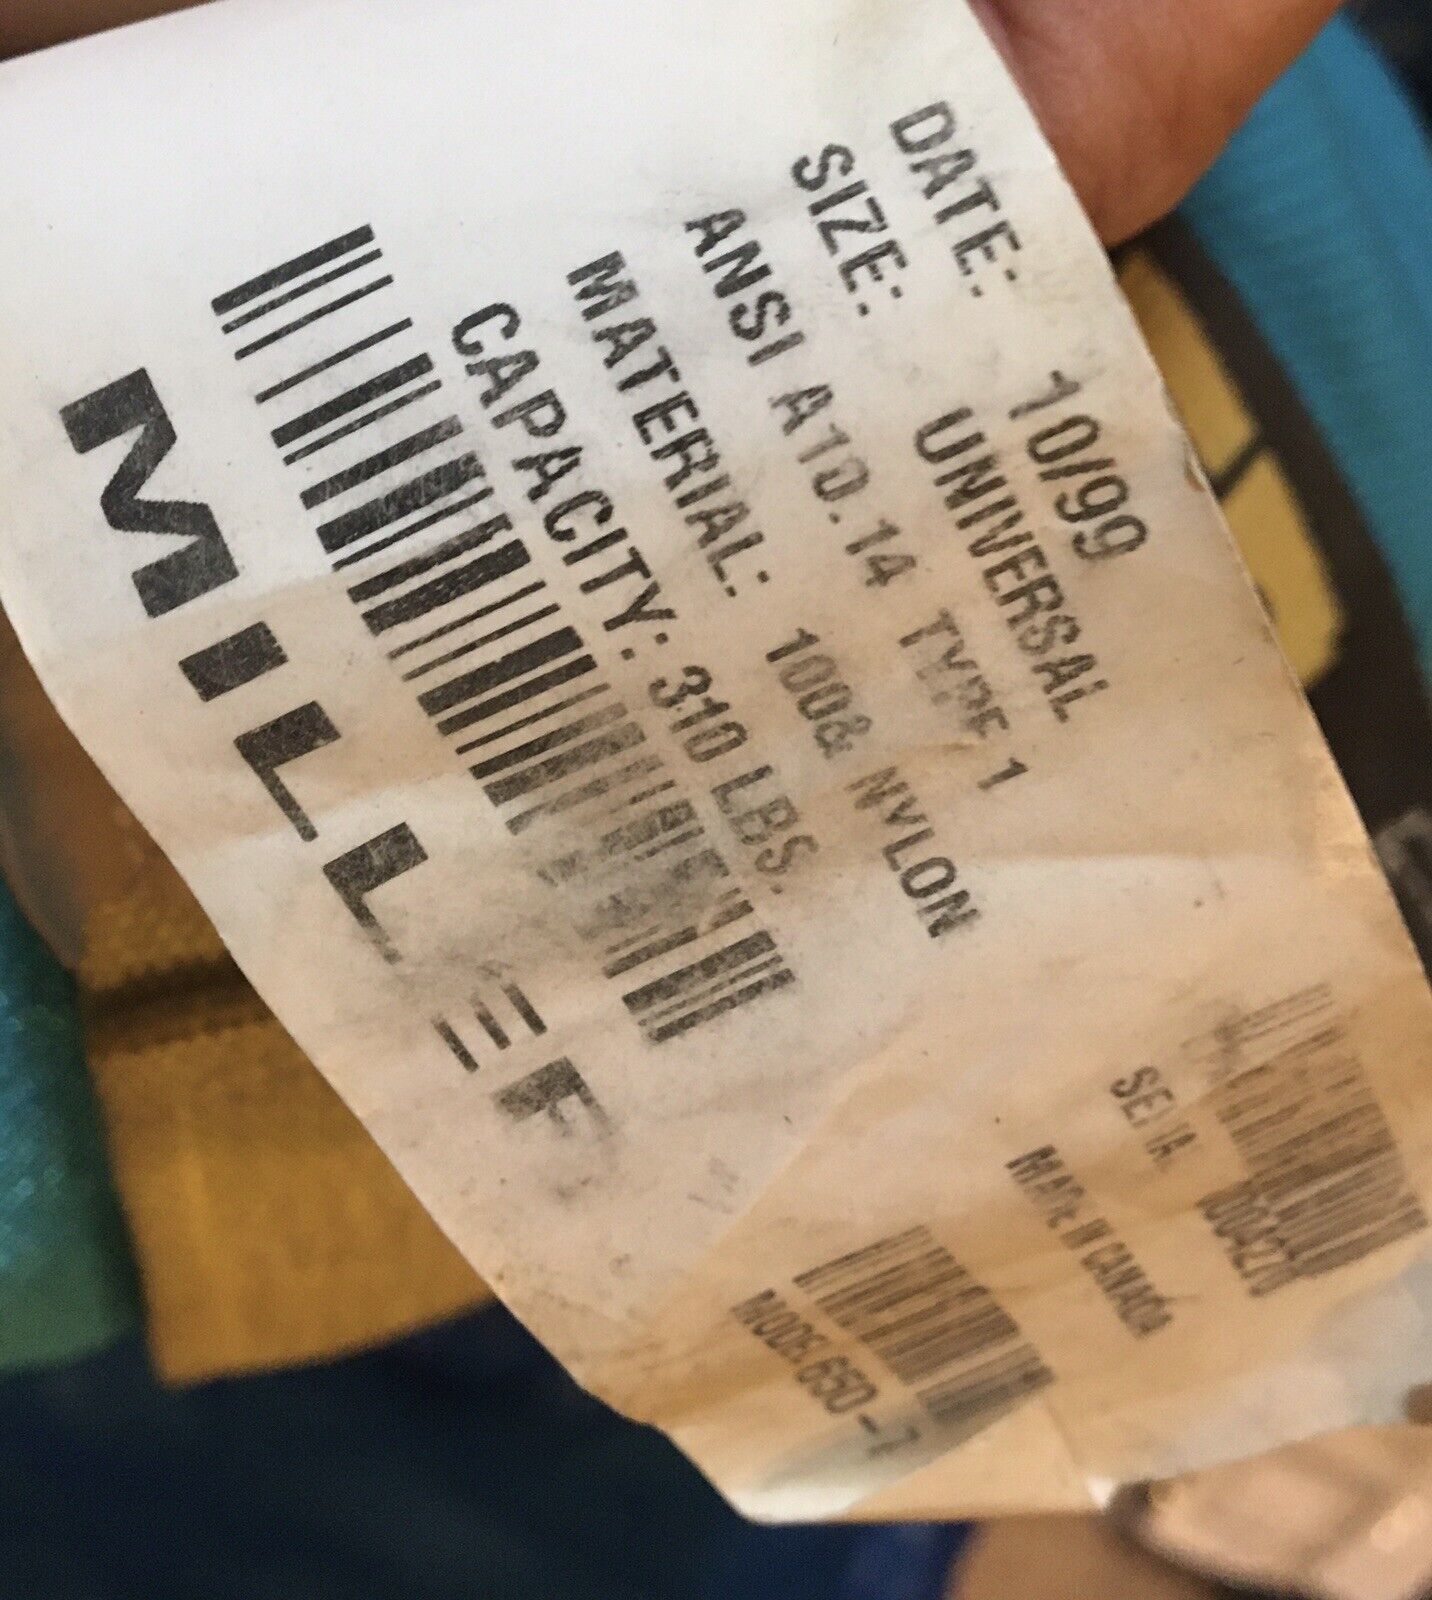 DATE: 10/99
SIZE: UNIVERSAL
ANSI A10.14 TYPE 1
MATERIAL: 100& NYLON
CAPACITY: 310 LBS.
MILLER
MADE IN CANADA